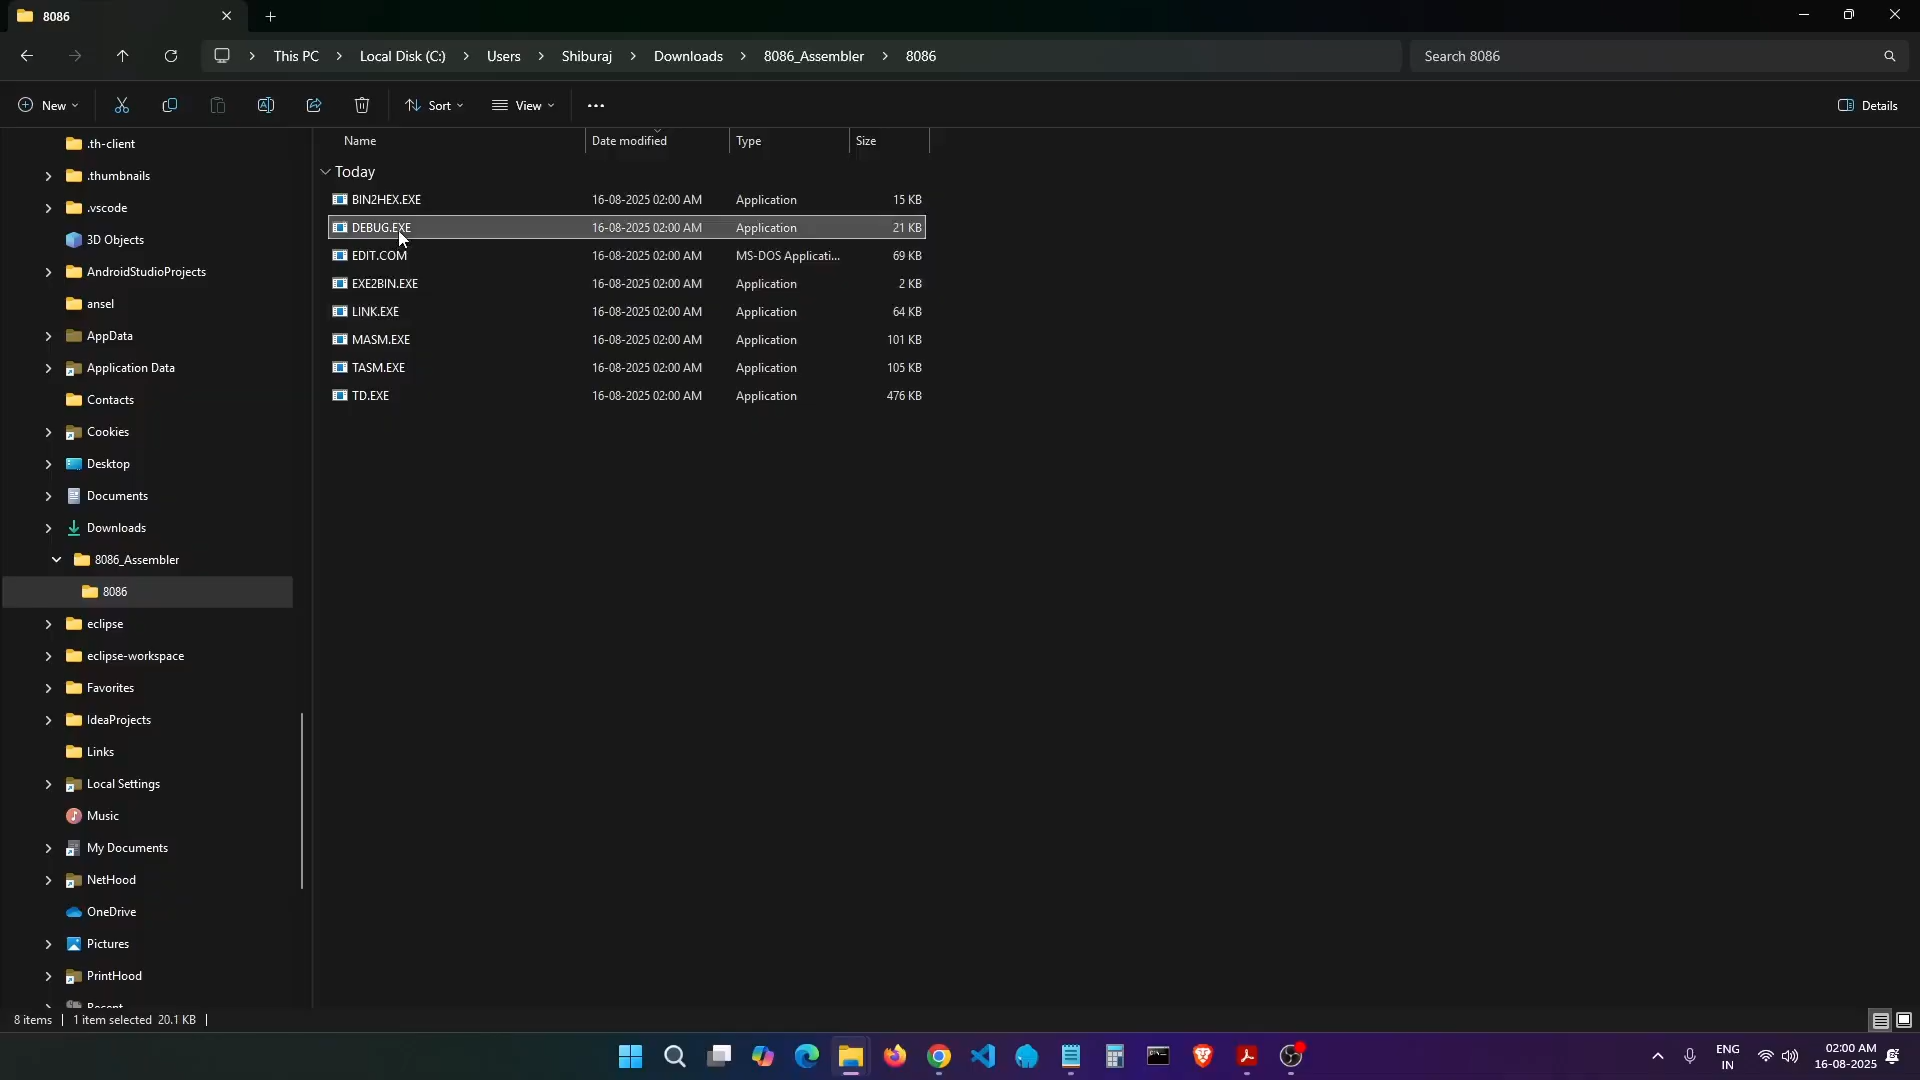 8086
This PC > Local Disk (C:) > Users > Shiburaj > Downloads > 8086_Assembler > 8086
Search 8086
New
Sort
View
Details
Name Date modified Type Size
Today
BIN2HEX.EXE 16-08-2025 02:00 AM Application 15 KB
DEBUG.EXE 16-08-2025 02:00 AM Application 21 KB
EDIT.COM 16-08-2025 02:00 AM MS-DOS Applicati... 69 KB
EXE2BIN.EXE 16-08-2025 02:00 AM Application 2 KB
LINK.EXE 16-08-2025 02:00 AM Application 64 KB
MASM.EXE 16-08-2025 02:00 AM Application 101 KB
TASM.EXE 16-08-2025 02:00 AM Application 105 KB
TD.EXE 16-08-2025 02:00 AM Application 476 KB
.th-client
.thumbnails
.vscode
3D Objects
AndroidStudioProjects
ansel
AppData
Application Data
Contacts
Cookies
Desktop
Documents
Downloads
8086_Assembler
8086
eclipse
eclipse-workspace
Favorites
IdeaProjects
Links
Local Settings
Music
My Documents
NetHood
OneDrive
Pictures
PrintHood
Recent
8 items 1 item selected 20.1 KB
ENG
IN
02:00 AM
16-08-2025